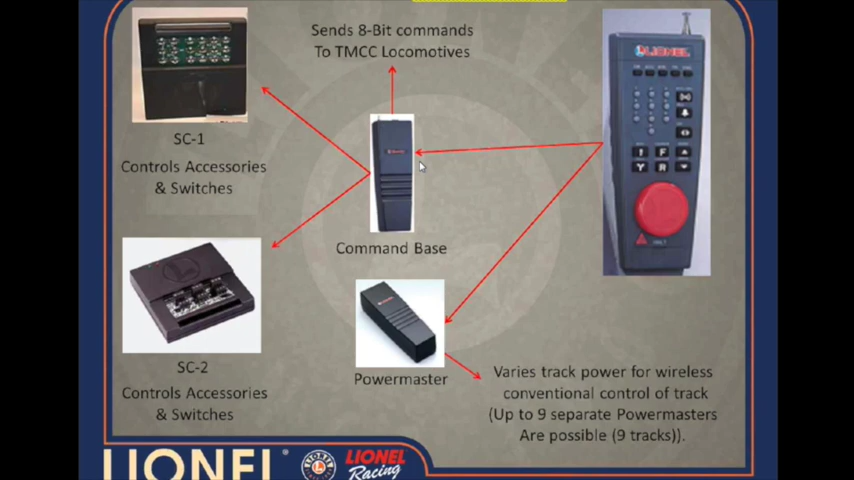 Sends 8-Bit commands
To TMCC Locomotives
LIONEL
SC-1
Controls Accessories
& Switches
Command Base
SC-2
Controls Accessories
& Switches
Powermaster
Varies track power for wireless
conventional control of track
(Up to 9 separate Powermasters
Are possible (9 tracks)).
HALT
LIONEL
LIONEL
Racing